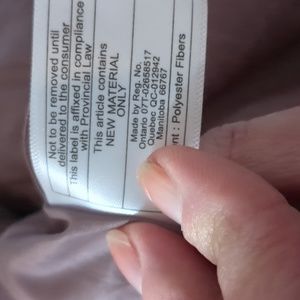 Not to be removed until
delivered to the consumer
This label is affixed in compliance
with Provincial Law
This article contains
NEW MATERIAL
ONLY
Made by Reg. No.
Ontario 07T-02658517
Quebec QC-912942
Manitoba 66767
nt : Polyester Fibers